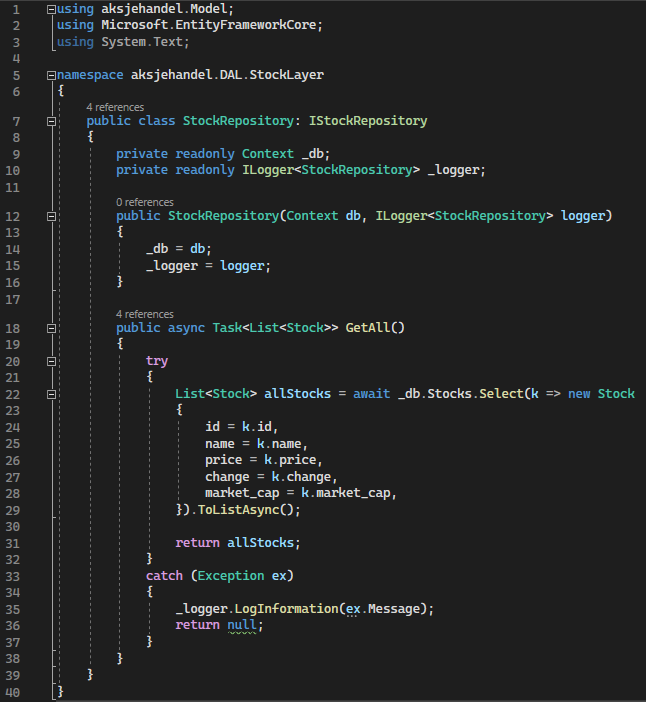 1 using aksjehandel.Model;
2 using Microsoft.EntityFrameworkCore;
3 using System.Text;
4
5 namespace aksjehandel.DAL.StockLayer
6 {
4 references
7 public class StockRepository: IStockRepository
8 {
9 private readonly Context _db;
10 private readonly ILogger<StockRepository> _logger;
11
0 references
12 public StockRepository(Context db, ILogger<StockRepository> logger)
13 {
14 _db = db;
15 _logger = logger;
16 }
17
4 references
18 public async Task<List<Stock>> GetAll()
19 {
20 try
21 {
22 List<Stock> allStocks = await _db.Stocks.Select(k => new Stock
23 {
24 id = k.id,
25 name = k.name,
26 price = k.price,
27 change = k.change,
28 market_cap = k.market_cap,
29 }).ToListAsync();
30
31 return allStocks;
32 }
33 catch (Exception ex)
34 {
35 _logger.LogInformation(ex.Message);
36 return null;
37 }
38 }
39 }
40 }